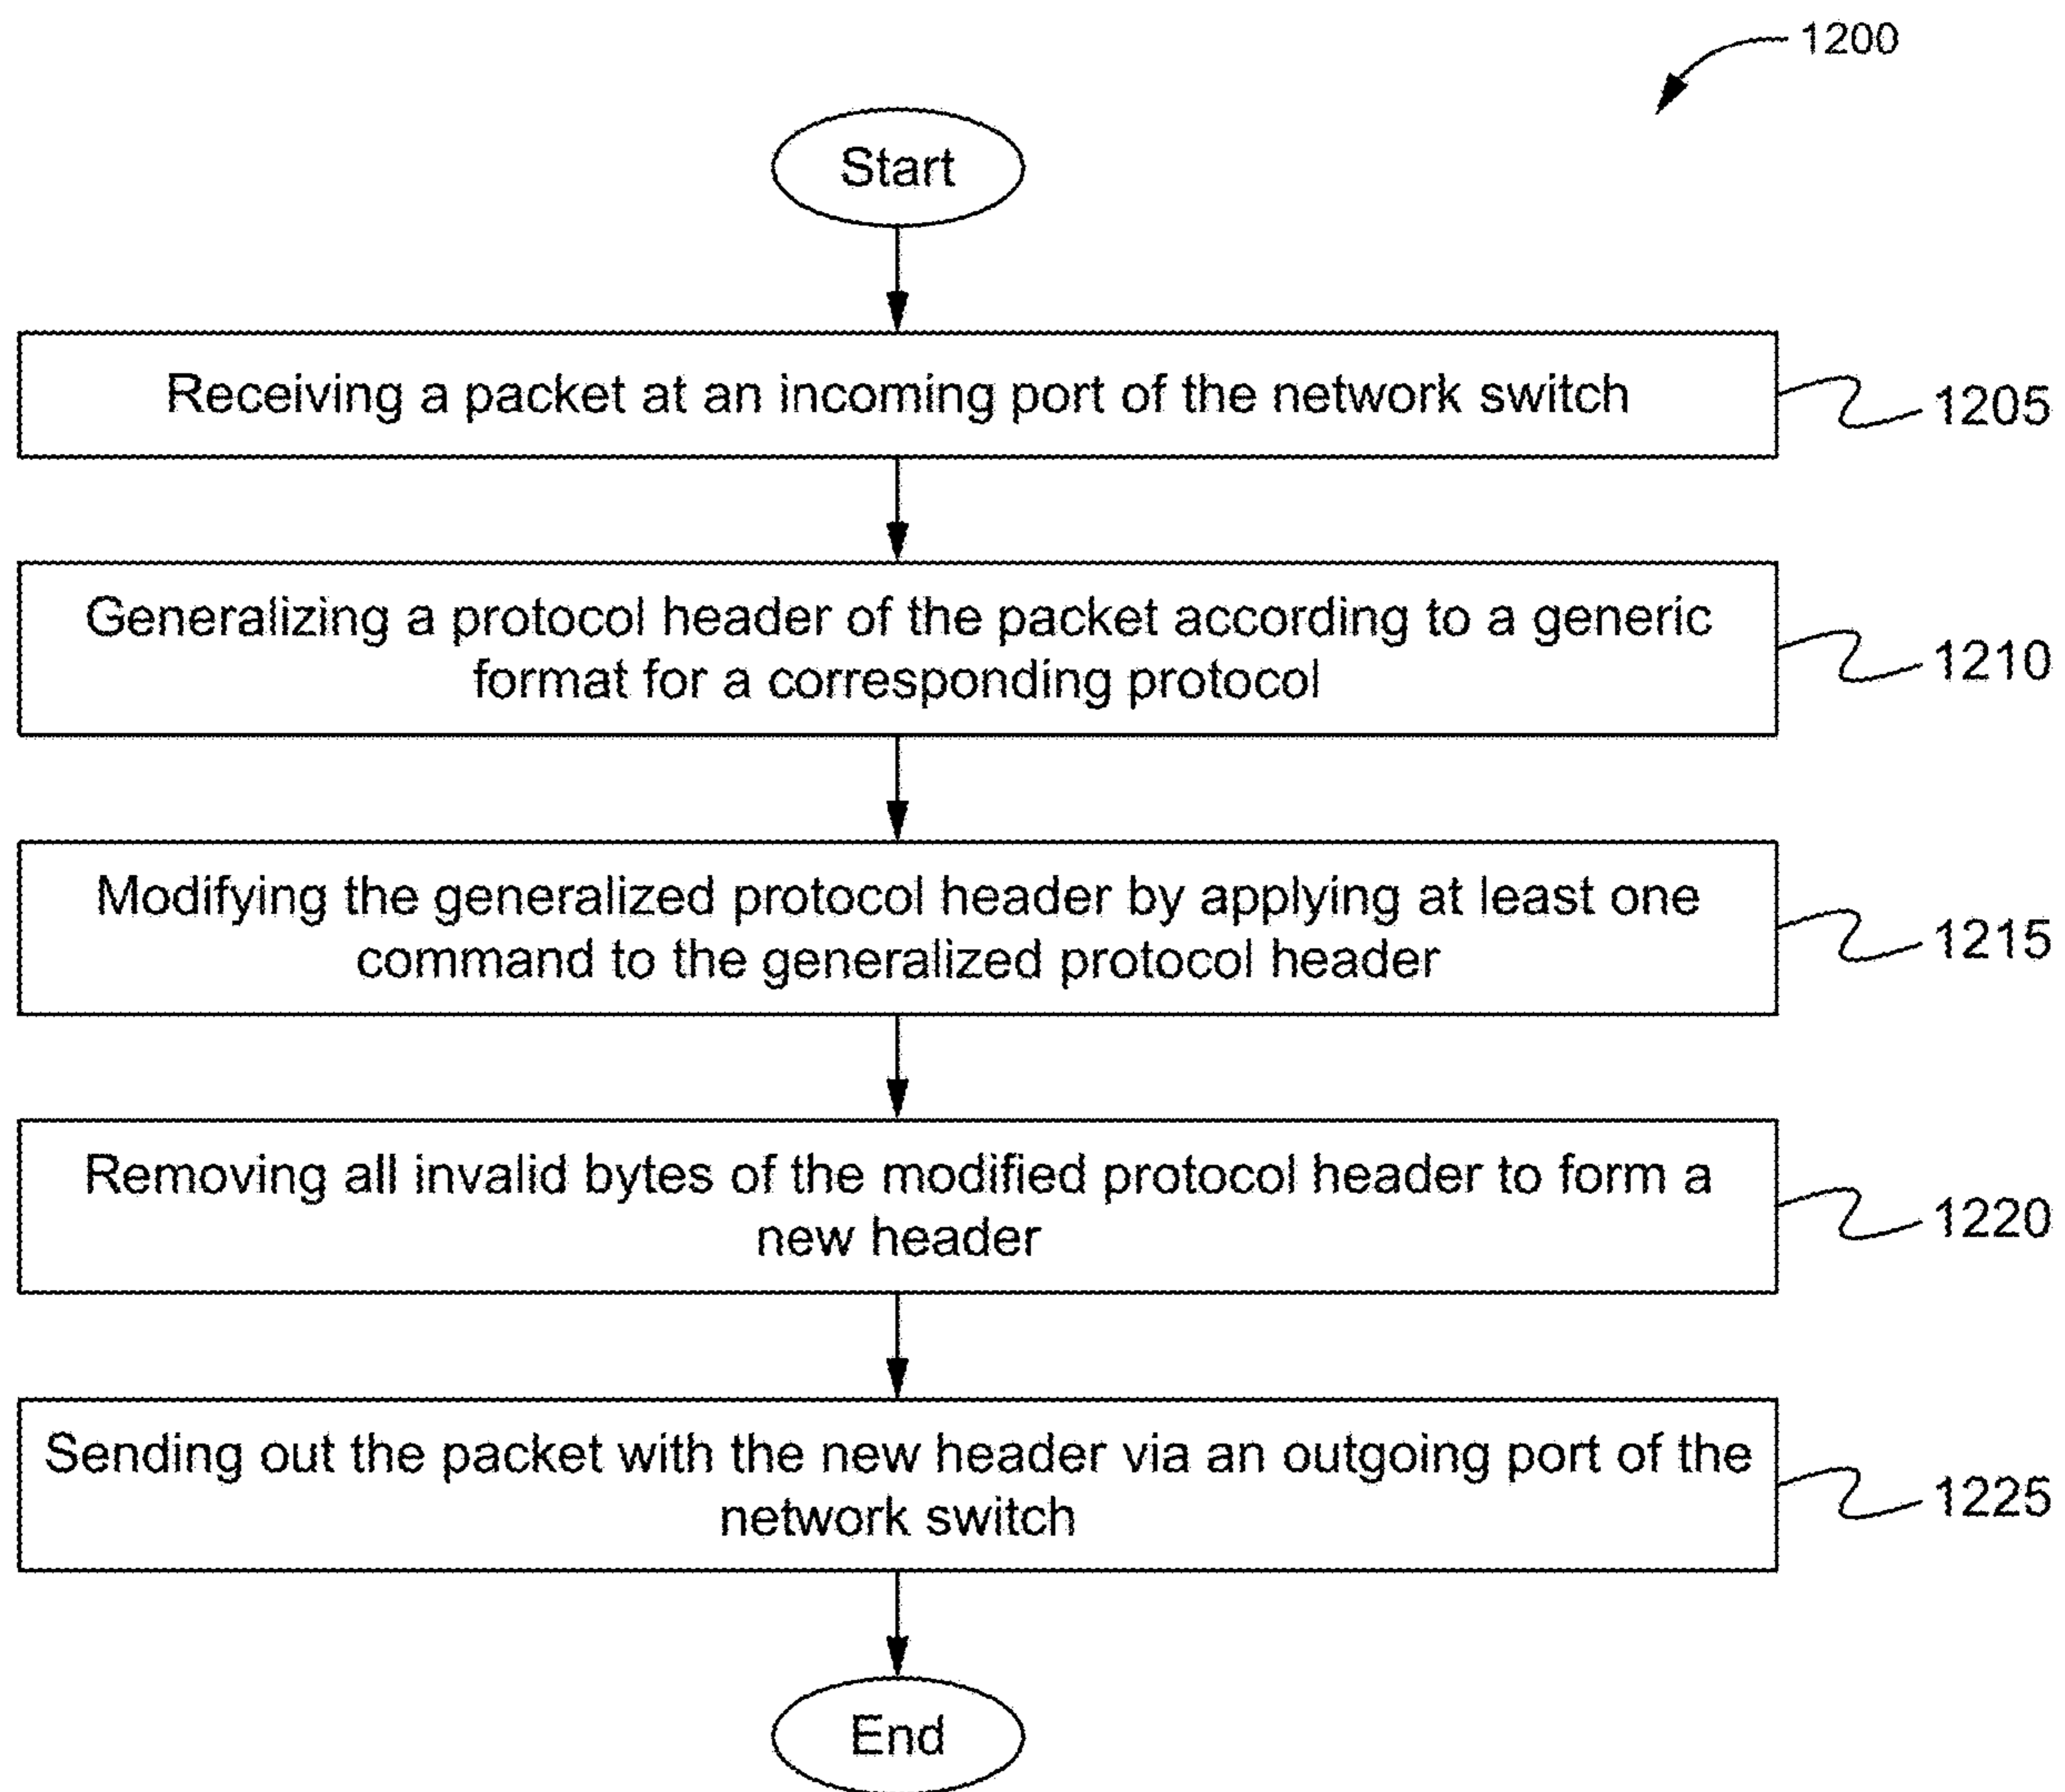 1200
Start
Receiving a packet at an incoming port of the network switch
1205
Generalizing a protocol header of the packet according to a generic
format for a corresponding protocol
1210
Modifying the generalized protocol header by applying at least one
command to the generalized protocol header
1215
Removing all invalid bytes of the modified protocol header to form a
new header
1220
Sending out the packet with the new header via an outgoing port of the
network switch
1225
End